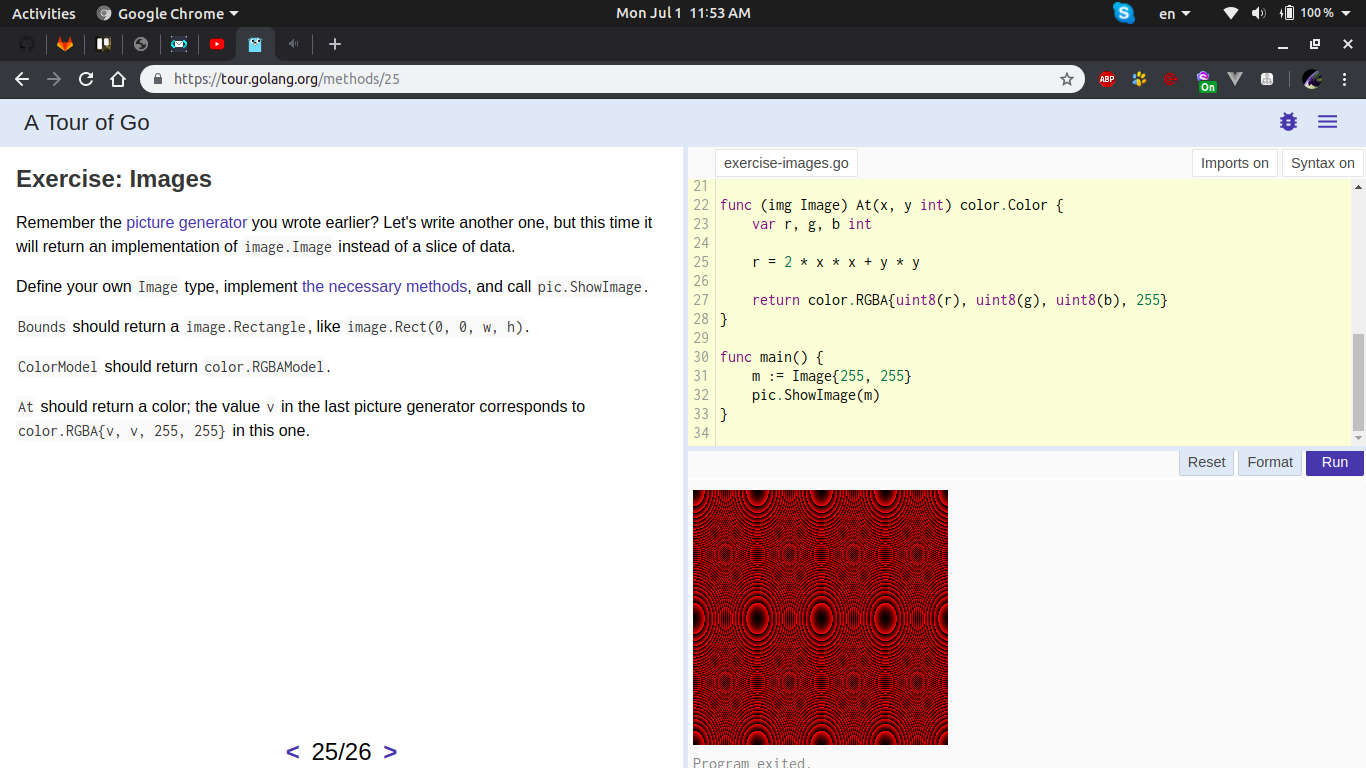 Activities Google Chrome Mon Jul 1 11:53 AM en 100 %
https://tour.golang.org/methods/25 ABP On
A Tour of Go
Exercise: Images
Remember the picture generator you wrote earlier? Let's write another one, but this time it
will return an implementation of image.Image instead of a slice of data.
Define your own Image type, implement the necessary methods, and call pic.ShowImage.
Bounds should return a image.Rectangle, like image.Rect(0, 0, w, h).
ColorModel should return color.RGBAModel.
At should return a color; the value v in the last picture generator corresponds to
color.RGBA{v, v, 255, 255} in this one.
< 25/26 >
exercise-images.go Imports on Syntax on
21
22 func (img Image) At(x, y int) color.Color {
23     var r, g, b int
24
25     r = 2 * x * x + y * y
26
27     return color.RGBA{uint8(r), uint8(g), uint8(b), 255}
28 }
29
30 func main() {
31     m := Image{255, 255}
32     pic.ShowImage(m)
33 }
34
Reset Format Run
Program exited.